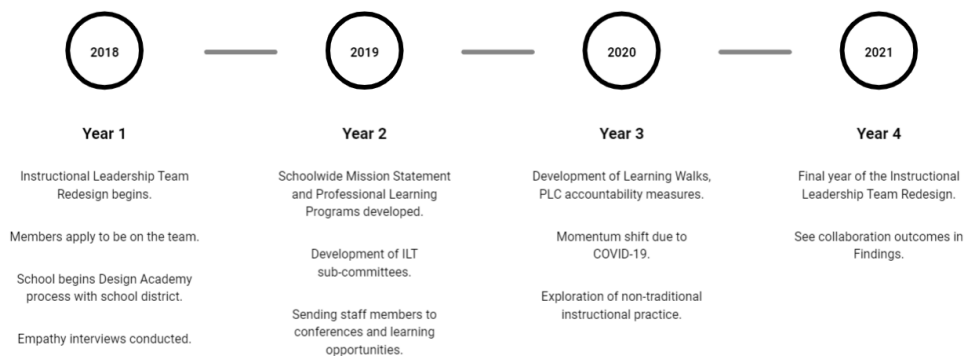 2018
2019
2020
2021
Year 1
Instructional Leadership Team
Redesign begins.
Members apply to be on the team.
School begins Design Academy
process with school district.
Empathy interviews conducted.
Year 2
Schoolwide Mission Statement
and Professional Learning
Programs developed.
Development of ILT
sub-committees.
Sending staff members to
conferences and learning
opportunities.
Year 3
Development of Learning Walks,
PLC accountability measures.
Momentum shift due to
COVID-19.
Exploration of non-traditional
instructional practice.
Year 4
Final year of the Instructional
Leadership Team Redesign.
See collaboration outcomes in
Findings.